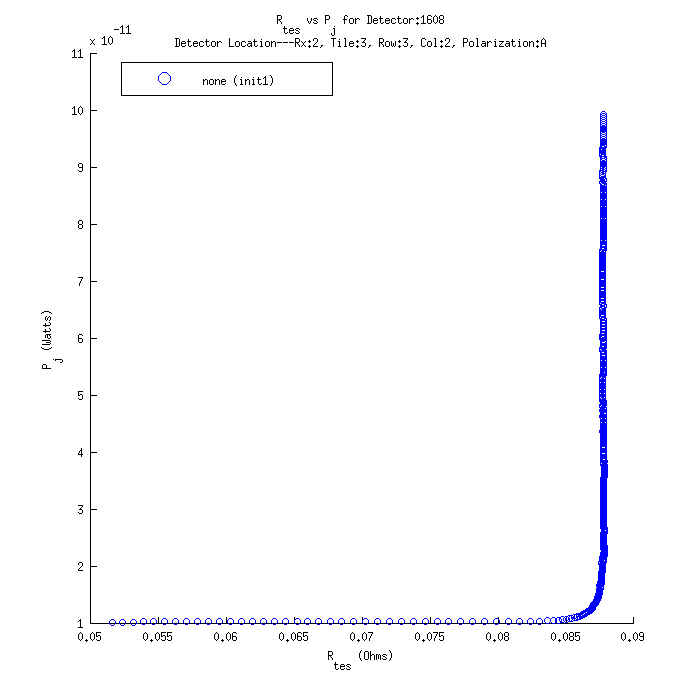 R_tes vs P_j for Detector:1608
Detector Location---Rx:2, Tile:3, Row:3, Col:2, Polarization:A
x 10^-11
none (init1)
11
10
9
8
7
6
5
4
3
2
1
P_j (Watts)
0.05 0.055 0.06 0.065 0.07 0.075 0.08 0.085 0.09
R_tes (Ohms)